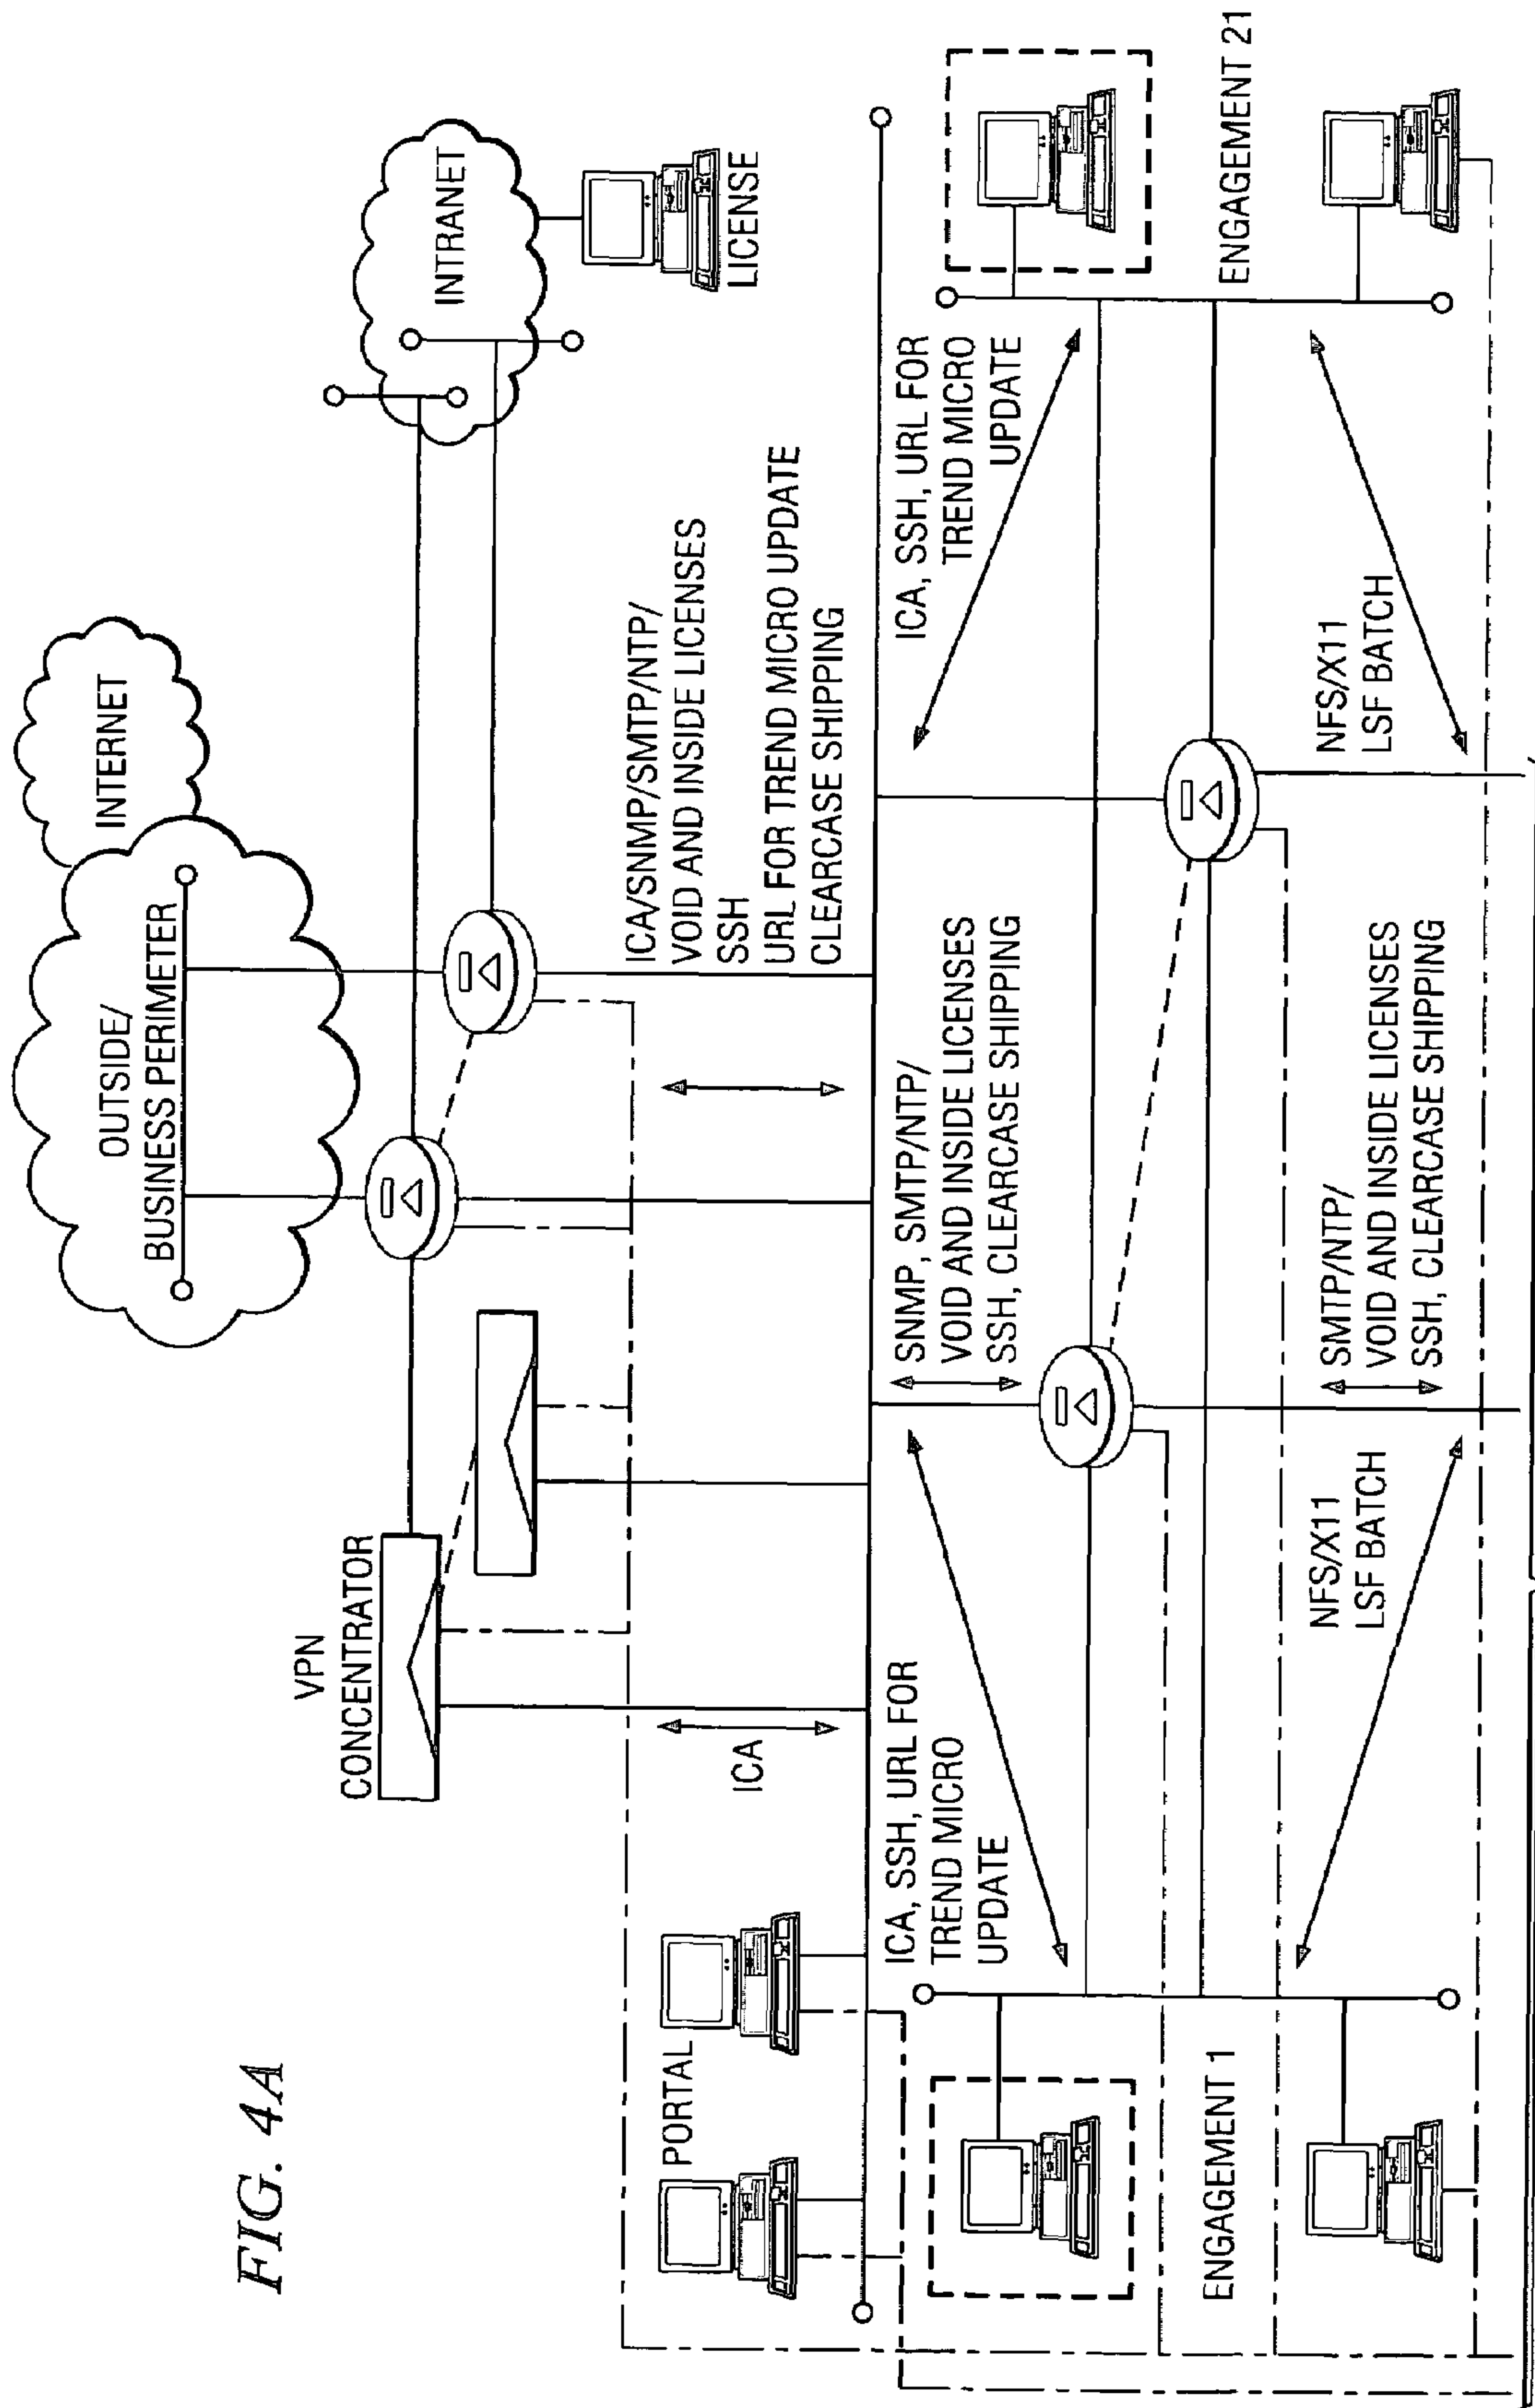 FIG. 4A
INTERNET
OUTSIDE/
BUSINESS PERIMETER
INTRANET
LICENSE
VPN
CONCENTRATOR
PORTAL
ICA
ICA/SNMP/SMTP/NTP/
VOID AND INSIDE LICENSES
SSH
URL FOR TREND MICRO UPDATE
CLEARCASE SHIPPING
ICA, SSH, URL FOR
TREND MICRO
UPDATE
SNMP, SMTP/NTP/
VOID AND INSIDE LICENSES
SSH, CLEARCASE SHIPPING
ICA, SSH, URL FOR
TREND MICRO
UPDATE
ENGAGEMENT 1
ENGAGEMENT 21
NFS/X11
LSF BATCH
SMTP/NTP/
VOID AND INSIDE LICENSES
SSH, CLEARCASE SHIPPING
NFS/X11
LSF BATCH